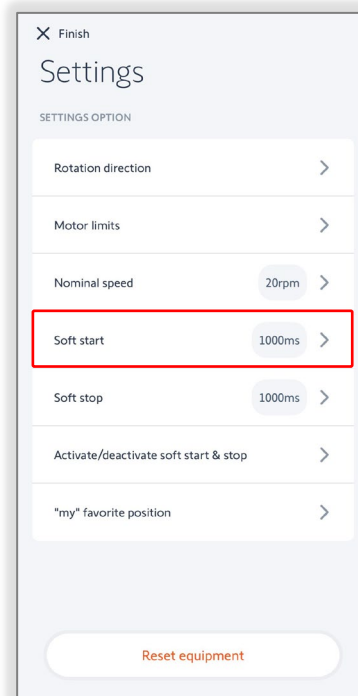 Finish
Settings
SETTINGS OPTION
Rotation direction
Motor limits
Nominal speed 20rpm
Soft start 1000ms
Soft stop 1000ms
Activate/deactivate soft start & stop
"my" favorite position
Reset equipment